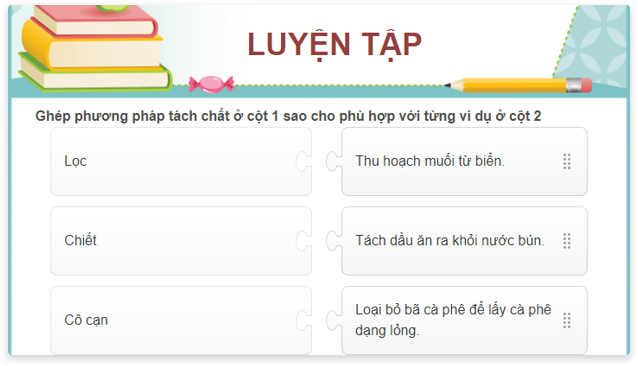 LUYỆN TẬP
Ghép phương pháp tách chất ở cột 1 sao cho phù hợp với từng ví dụ ở cột 2
Lọc
Thu hoạch muối từ biển.
Chiết
Tách dầu ăn ra khỏi nước bún.
Cô cạn
Loại bỏ bã cà phê để lấy cà phê
dạng lỏng.